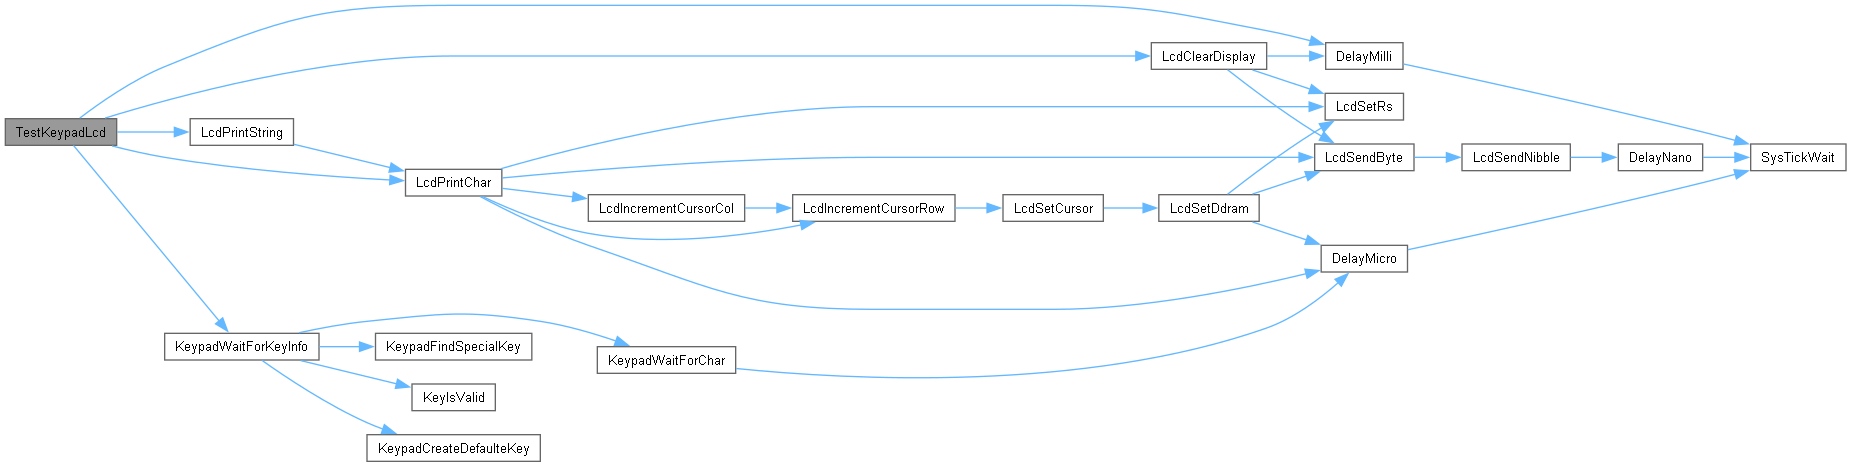 TestKeypadLcd
LcdPrintString
LcdPrintChar
LcdIncrementCursorCol
LcdIncrementCursorRow
LcdSetCursor
LcdClearDisplay
LcdSetDdram
DelayMilli
LcdSetRs
LcdSendByte
LcdSendNibble
DelayNano
SysTickWait
DelayMicro
KeypadWaitForKeyInfo
KeypadFindSpecialKey
KeypadWaitForChar
KeyIsValid
KeypadCreateDefaulteKey